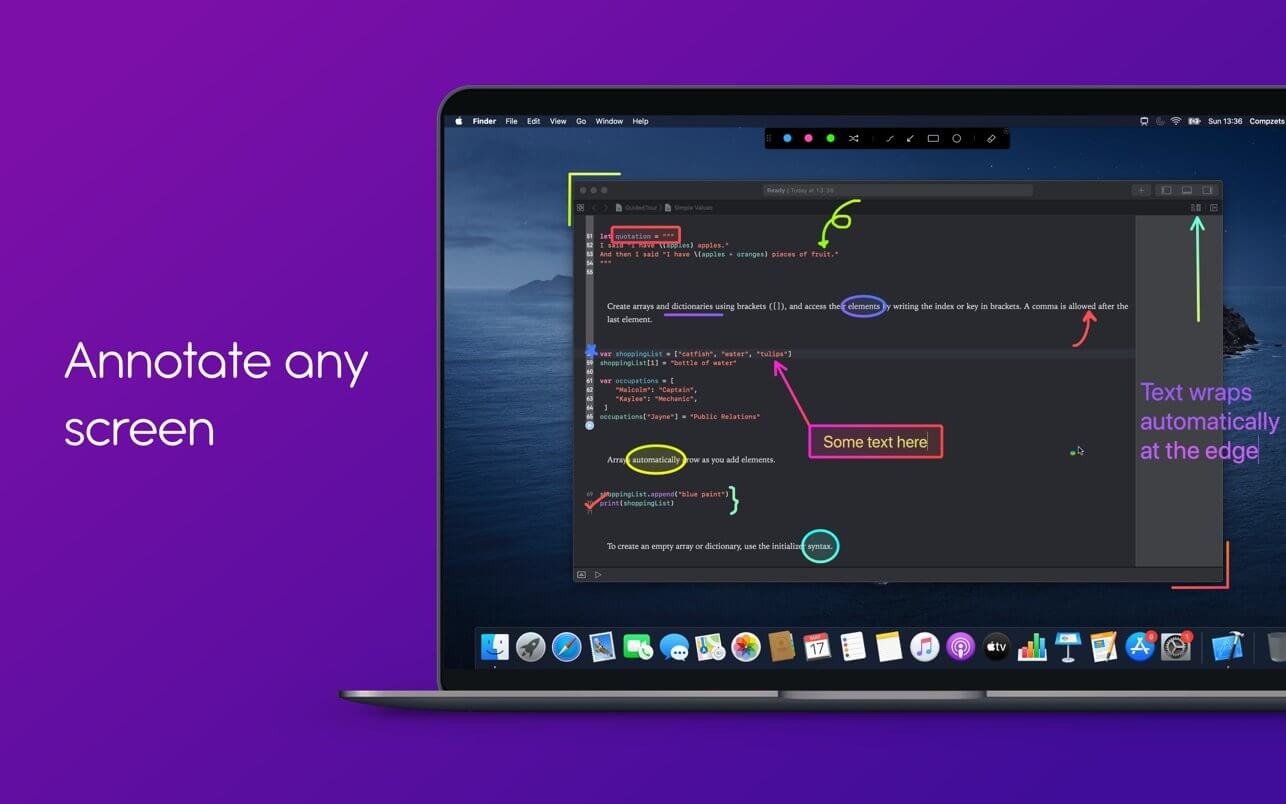 Annotate any
screen
Finder File Edit View Go Window Help
Sun 13:36 Compzets
Ready | Today at 13:36
GuidedTour
Simple Values
51 let quotation = """
52 I said "I have \(apples) apples."
53 And then I said "I have \(apples + oranges) pieces of fruit."
54 """
55
Create arrays and dictionaries using brackets ([]), and access their elements by writing the index or key in brackets. A comma is allowed after the
last element.
var shoppingList = ["catfish", "water", "tulips"]
59 shoppingList[1] = "bottle of water"
60
61 var occupations = [
62 "Malcolm": "Captain",
63 "Kaylee": "Mechanic",
64 ]
65 occupations["Jayne"] = "Public Relations"
Some text here
Text wraps
automatically
at the edge
Arrays automatically grow as you add elements.
69 shoppingList.append("blue paint")
print(shoppingList)
71
To create an empty array or dictionary, use the initializer syntax.
MAY
17
tv
9
1